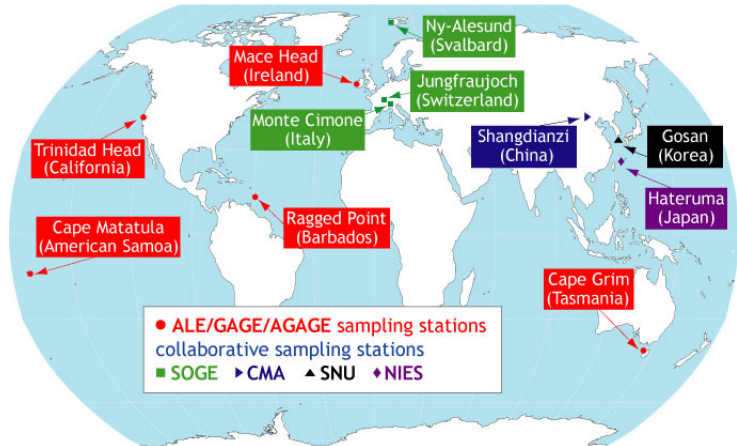 Ny-Alesund
(Svalbard)
Mace Head
(Ireland)
Jungfraujoch
(Switzerland)
Monte Cimone
(Italy)
Shangdianzi
(China)
Gosan
(Korea)
Trinidad Head
(California)
Hateruma
(Japan)
Cape Matatula
(American Samoa)
Ragged Point
(Barbados)
Cape Grim
(Tasmania)
ALE/GAGE/AGAGE sampling stations
collaborative sampling stations
SOGE CMA SNU NIES